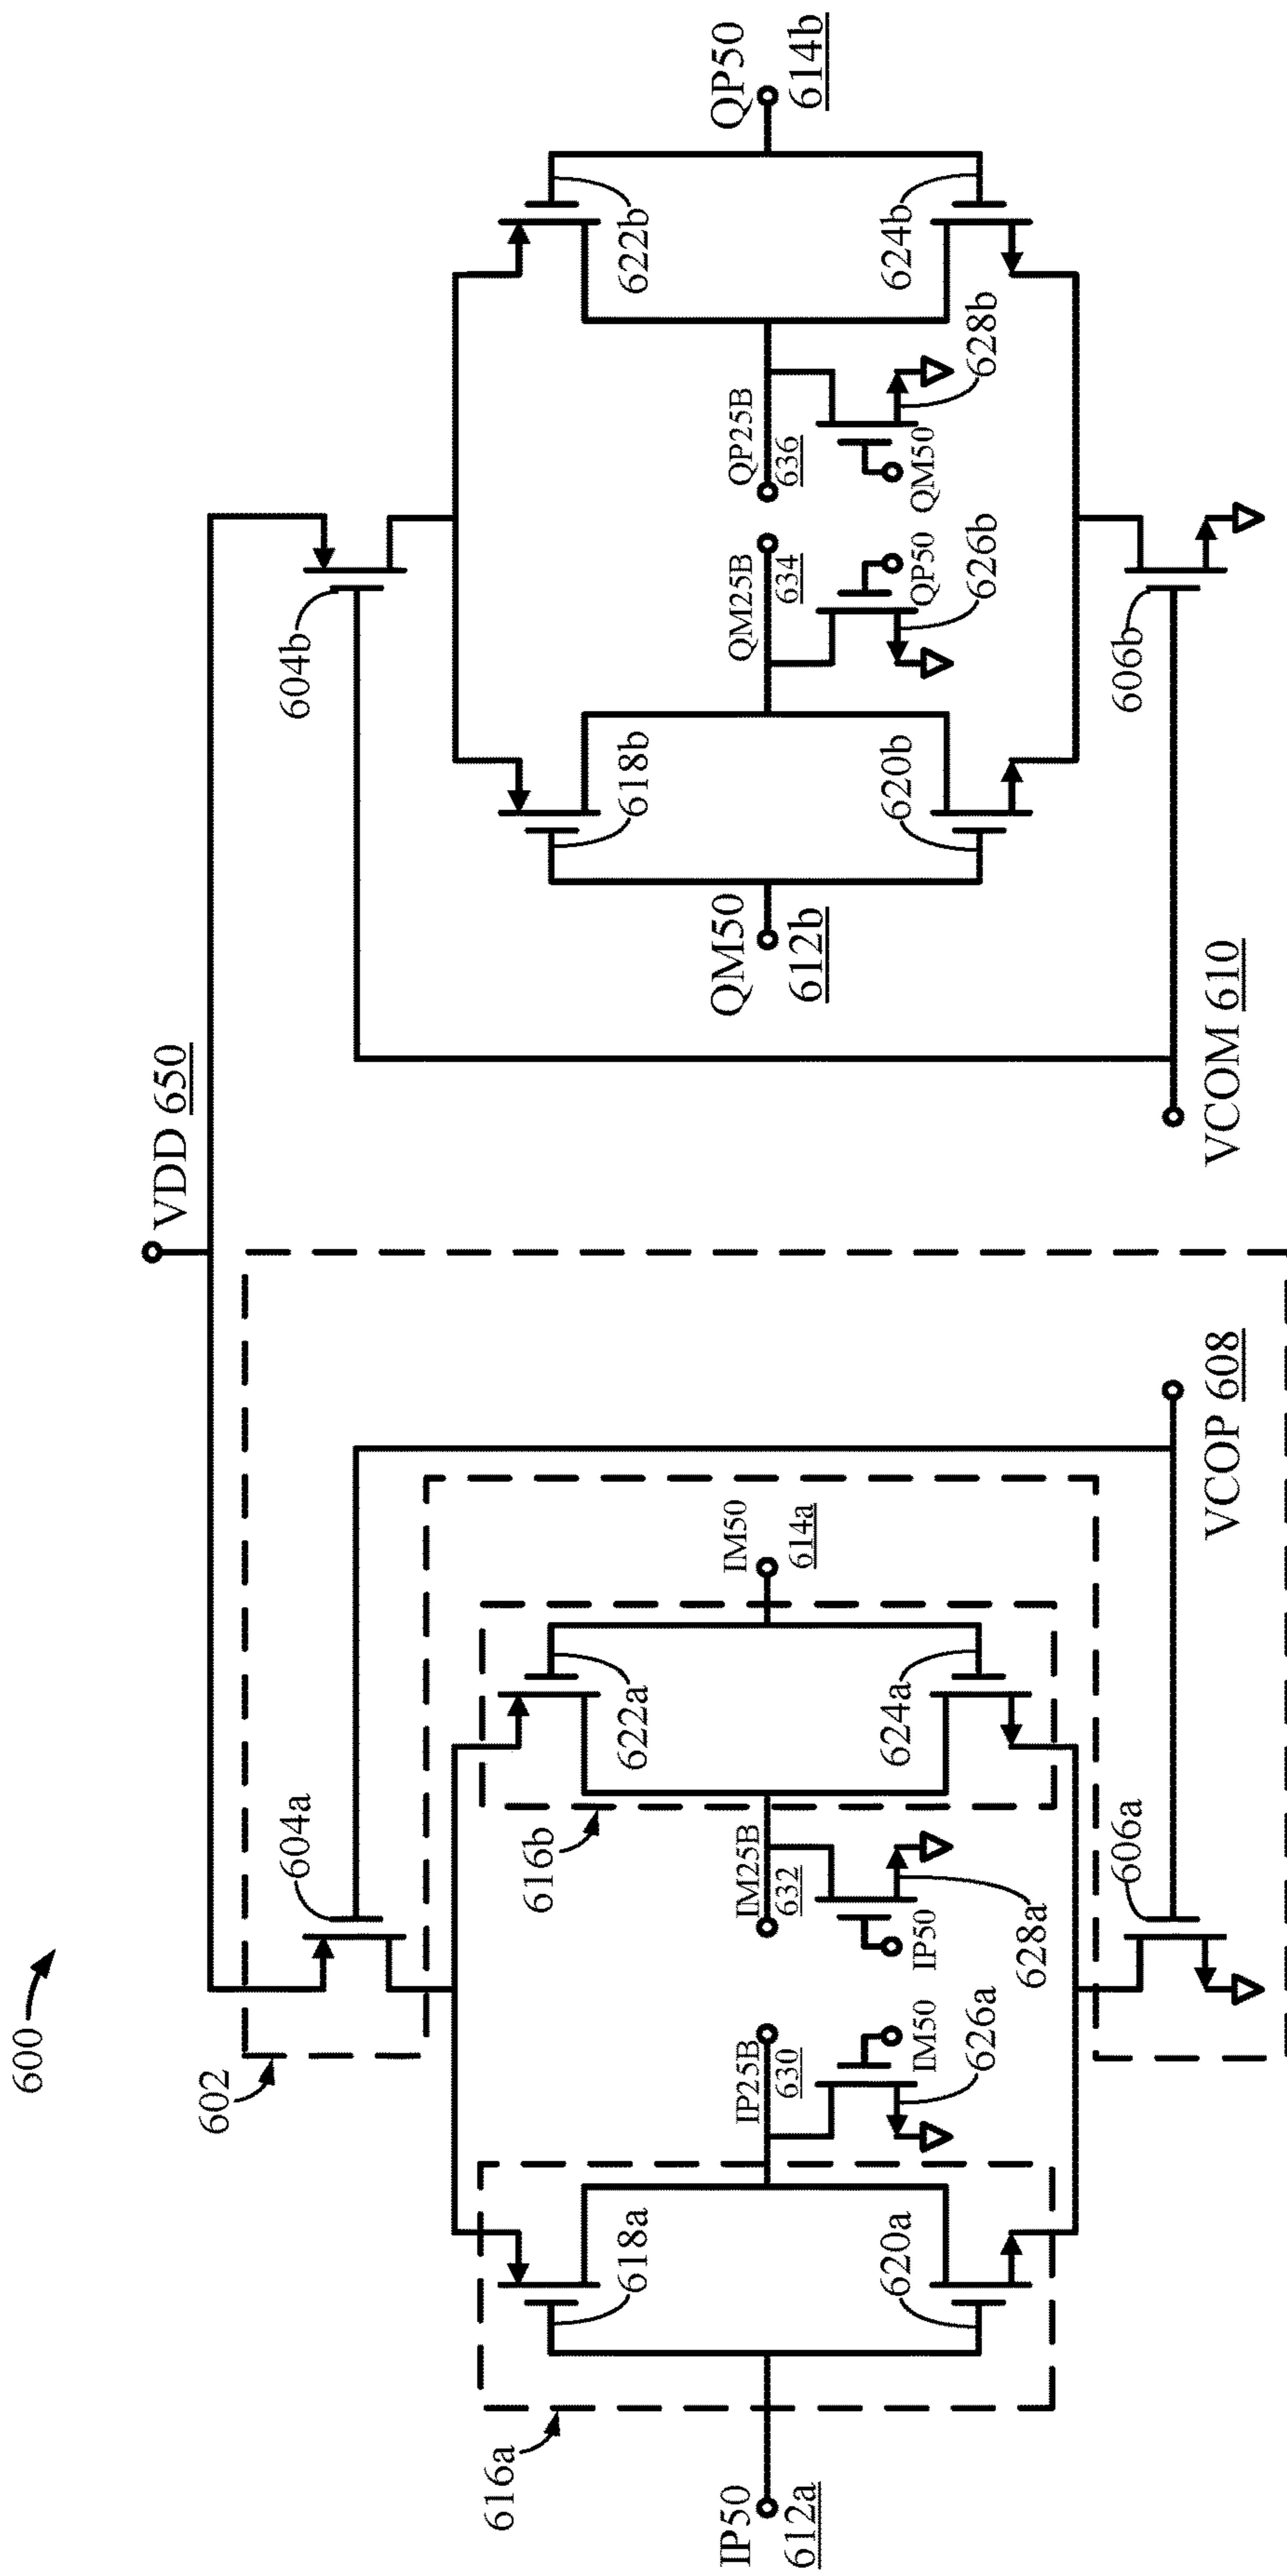 600
VDD 650
602
604a
604b
616a
IP50
612a
618a
620a
IP25B
630
IM50
626a
IM25B
632
IP50
628a
616b
622a
624a
IM50
614a
606a
VCOP 608
QM50
612b
618b
620b
QM25B
634
QP50
626b
QP25B
636
QM50
628b
622b
624b
QP50
614b
606b
VCOM 610